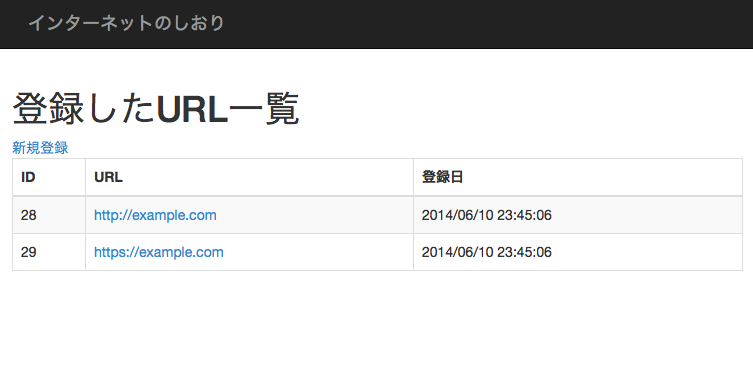 インターネットのしおり
登録したURL一覧
新規登録
ID URL 登録日
28 http://example.com 2014/06/10 23:45:06
29 https://example.com 2014/06/10 23:45:06